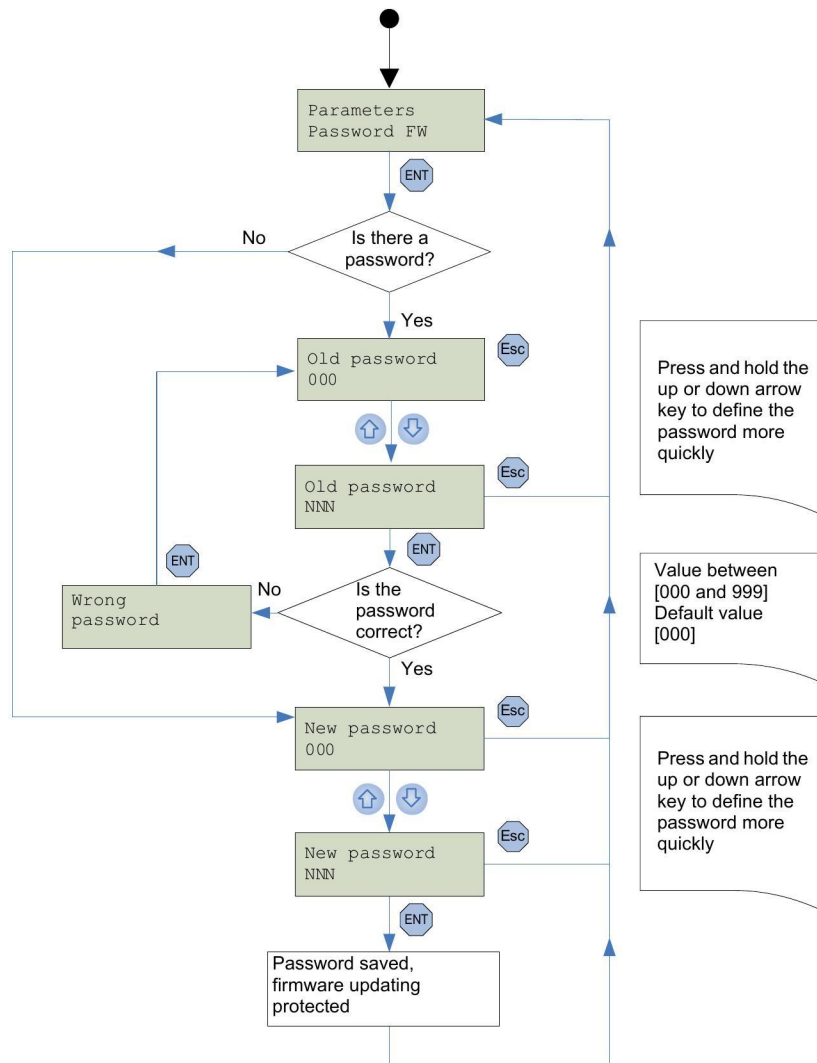 Parameters
Password FW
ENT
No
Is there a
password?
Yes
Old password
000
Esc
Press and hold the
up or down arrow
key to define the
password more
quickly
Old password
NNN
Esc
ENT
ENT
Wrong
password
No
Is the
password
correct?
Value between
[000 and 999]
Default value
[000]
Yes
New password
000
Esc
Press and hold the
up or down arrow
key to define the
password more
quickly
New password
NNN
Esc
ENT
Password saved,
firmware updating
protected